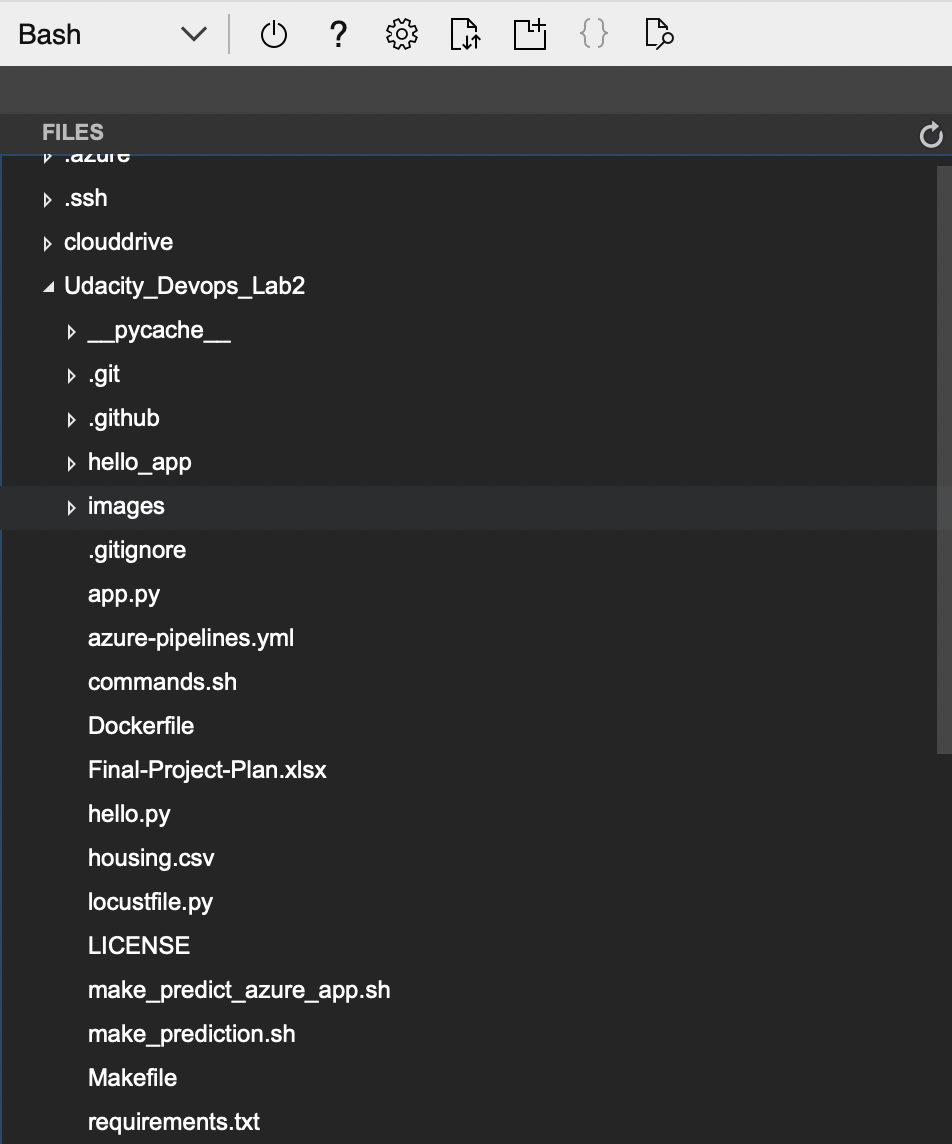 Bash
?
{ }
FILES
.azure
.ssh
clouddrive
Udacity_Devops_Lab2
__pycache__
.git
.github
hello_app
images
.gitignore
app.py
azure-pipelines.yml
commands.sh
Dockerfile
Final-Project-Plan.xlsx
hello.py
housing.csv
locustfile.py
LICENSE
make_predict_azure_app.sh
make_prediction.sh
Makefile
requirements.txt